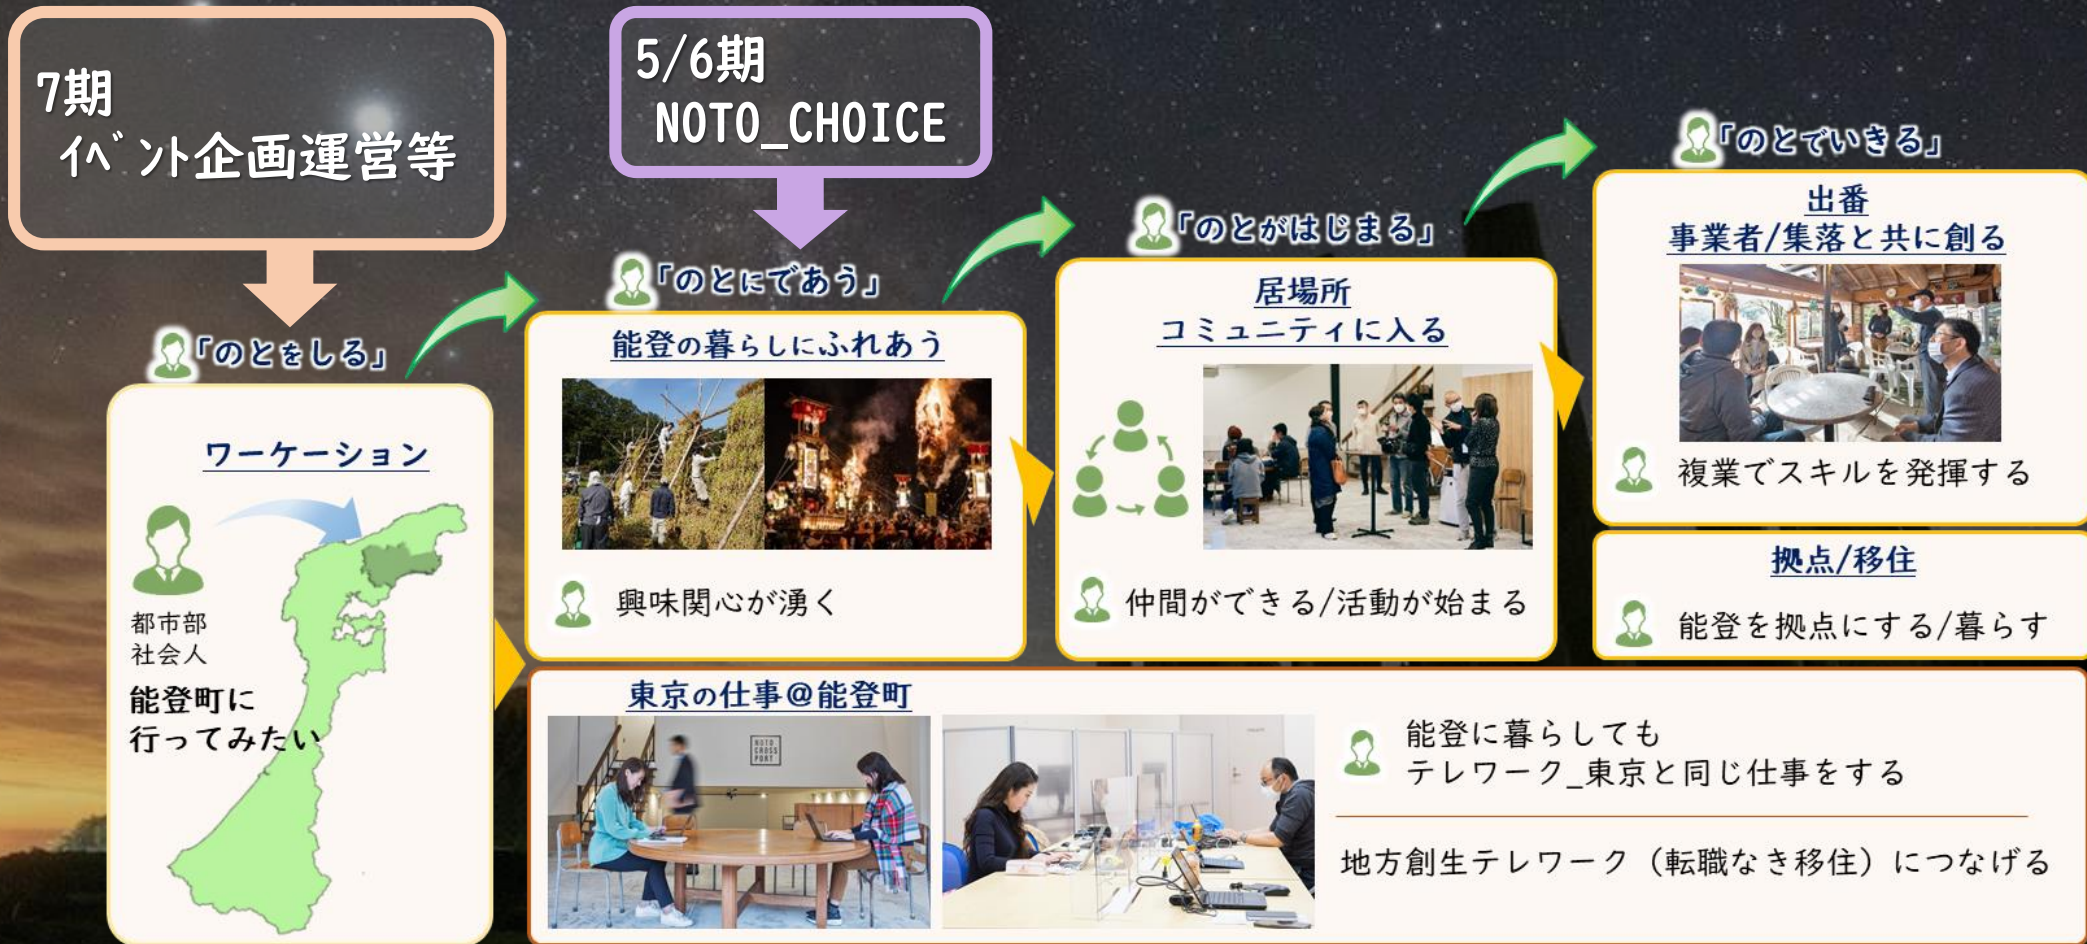 7期
ｲﾍﾞﾝﾄ企画運営等
5/6期
NOTO_CHOICE
「のとをしる」
ワーケーション
都市部
社会人
能登町に
行ってみたい
「のとにであう」
能登の暮らしにふれあう
興味関心が湧く
「のとがはじまる」
居場所
コミュニティに入る
仲間ができる/活動が始まる
「のとでいきる」
出番
事業者/集落と共に創る
複業でスキルを発揮する
拠点/移住
能登を拠点にする/暮らす
東京の仕事@能登町
NOTO
CROSS
PORT
能登に暮らしても
テレワーク_東京と同じ仕事をする
地方創生テレワーク（転職なき移住）につなげる